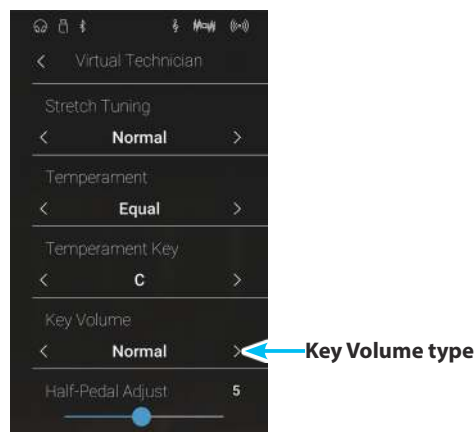 Virtual Technician
Stretch Tuning
Normal
Temperament
Equal
Temperament Key
C
Key Volume
Normal
Key Volume type
Half-Pedal Adjust 5